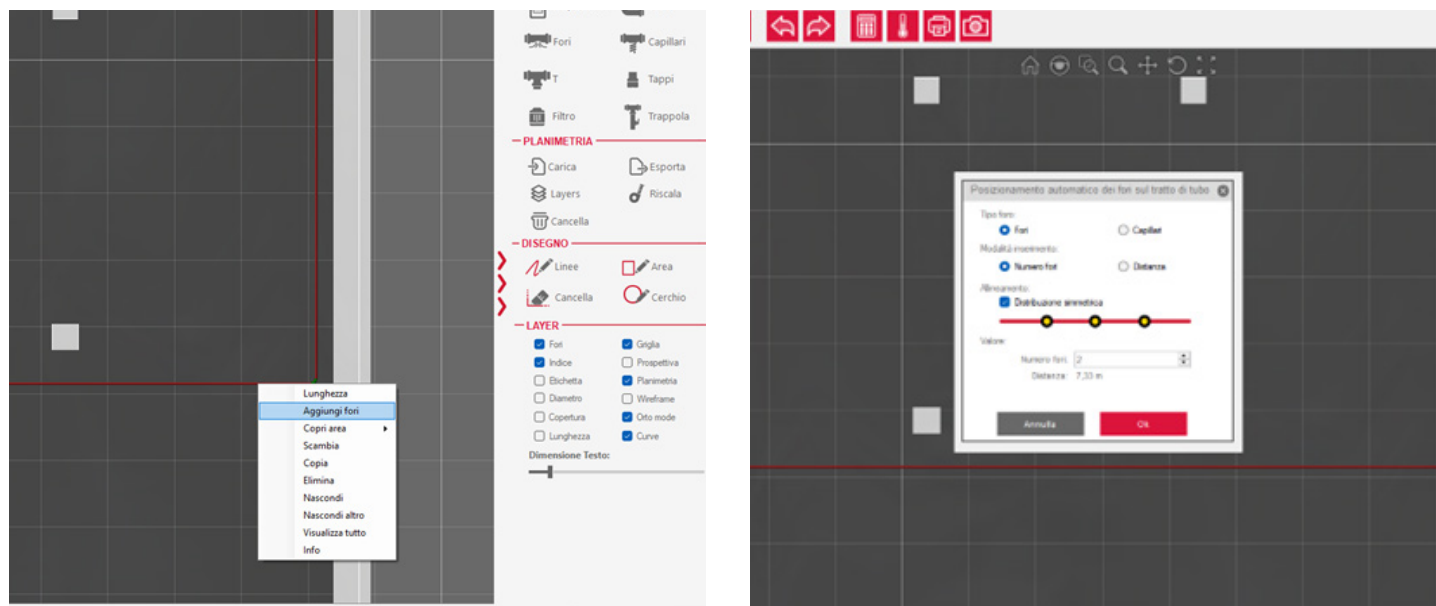 Fori Capillari
T Tappi
Filtro Trappola
PLANIMETRIA
Carica Esporta
Layers Riscala
Cancella
DISEGNO
Linee Area
Cancella Cerchio
LAYER
Fori Griglia
Indice Prospettiva
Etichetta Planimetria
Diametro Wireframe
Copertura Orto mode
Lunghezza Curve
Dimensione Testo:
Lunghezza
Aggiungi fori
Copri area
Scambia
Copia
Elimina
Nascondi
Nascondi altro
Visualizza tutto
Info
Posizionamento automatico dei fori sul tratto di tubo
Tipo foro:
Fori Capillari
Modalità inserimento:
Numero fori Distanza
Allineamento:
Distribuzione simmetrica
Valore:
Numero fori: 2
Distanza: 7,33 m
Annulla Ok